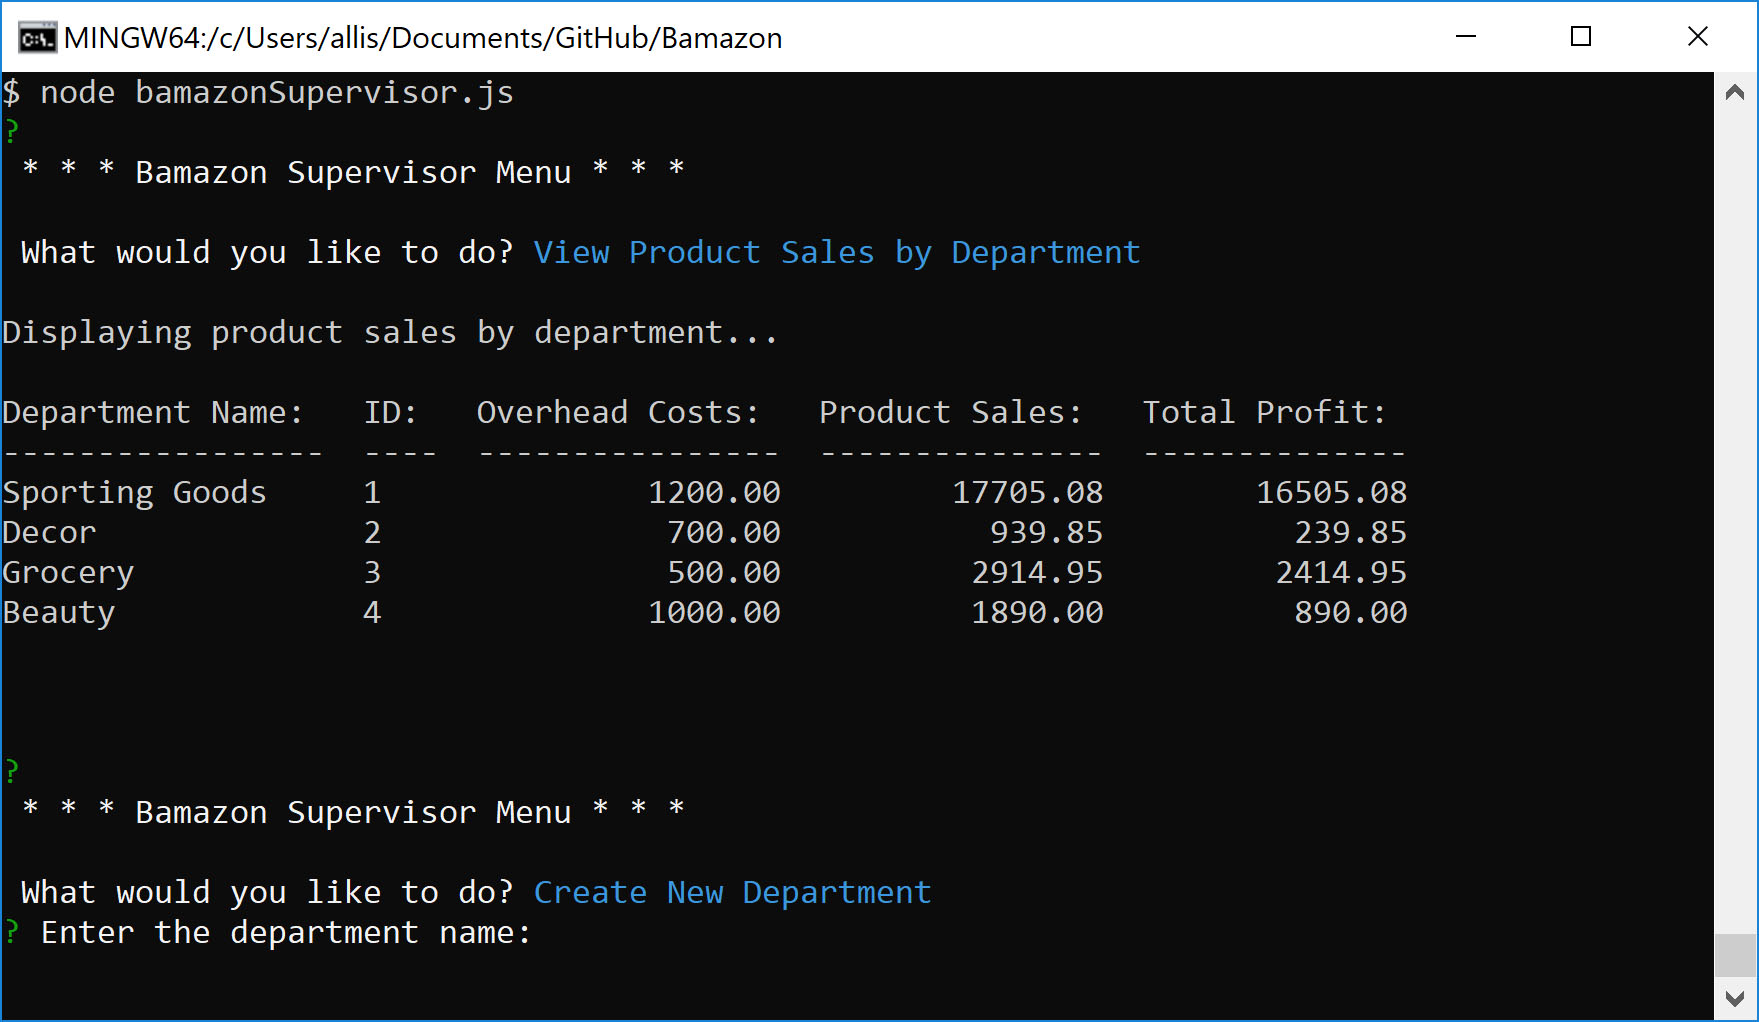 MINGW64:/c/Users/allis/Documents/GitHub/Bamazon
$ node bamazonSupervisor.js
?
* * * Bamazon Supervisor Menu * * *
What would you like to do? View Product Sales by Department
Displaying product sales by department...
Department Name:   ID:   Overhead Costs:   Product Sales:   Total Profit:
-----------------  ----  ----------------  ---------------  --------------
Sporting Goods     1              1200.00         17705.08        16505.08
Decor              2               700.00           939.85          239.85
Grocery            3               500.00          2914.95         2414.95
Beauty             4              1000.00          1890.00          890.00
?
* * * Bamazon Supervisor Menu * * *
What would you like to do? Create New Department
? Enter the department name: